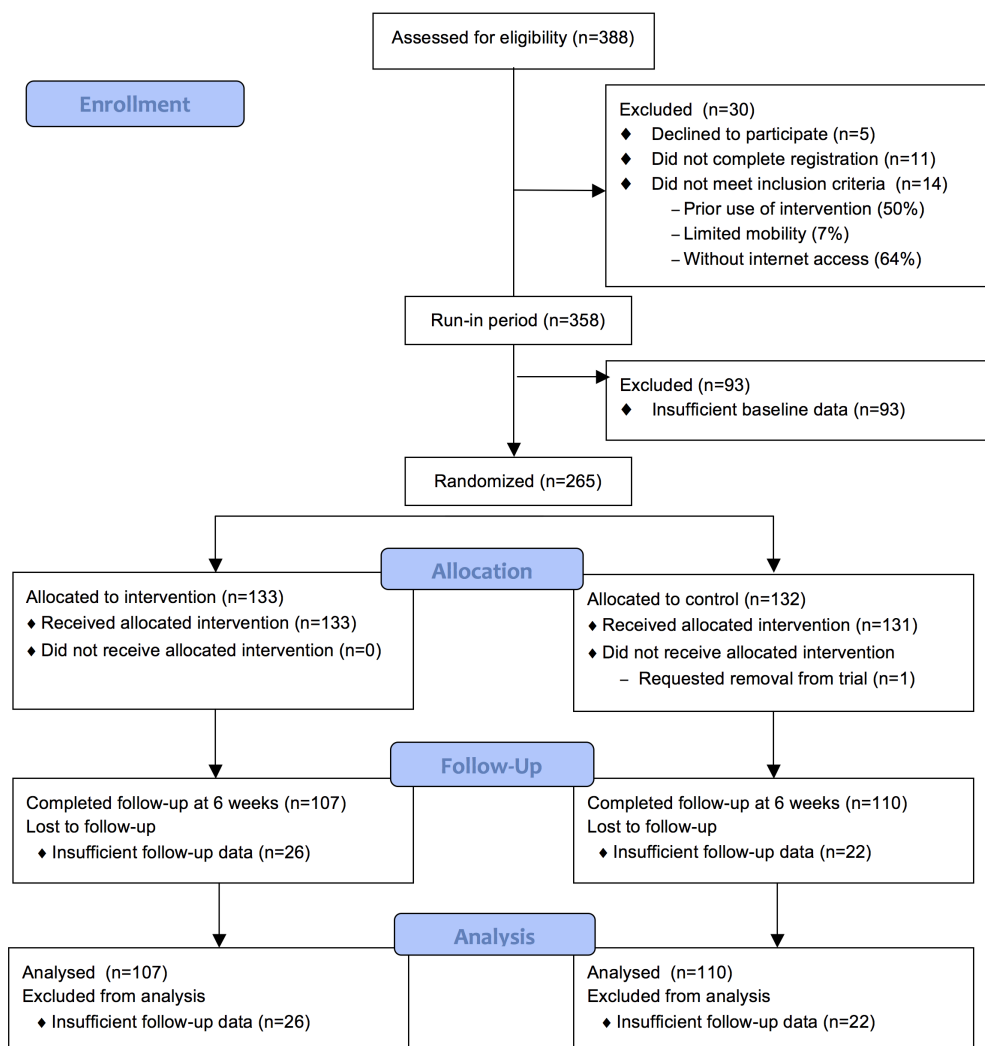 Assessed for eligibility (n=388)
Enrollment
Excluded (n=30)
♦ Declined to participate (n=5)
♦ Did not complete registration (n=11)
♦ Did not meet inclusion criteria (n=14)
– Prior use of intervention (50%)
– Limited mobility (7%)
– Without internet access (64%)
Run-in period (n=358)
Excluded (n=93)
♦ Insufficient baseline data (n=93)
Randomized (n=265)
Allocation
Allocated to intervention (n=133)
♦ Received allocated intervention (n=133)
♦ Did not receive allocated intervention (n=0)
Allocated to control (n=132)
♦ Received allocated intervention (n=131)
♦ Did not receive allocated intervention
– Requested removal from trial (n=1)
Follow-Up
Completed follow-up at 6 weeks (n=107)
Lost to follow-up
♦ Insufficient follow-up data (n=26)
Completed follow-up at 6 weeks (n=110)
Lost to follow-up
♦ Insufficient follow-up data (n=22)
Analysis
Analysed (n=107)
Excluded from analysis
♦ Insufficient follow-up data (n=26)
Analysed (n=110)
Excluded from analysis
♦ Insufficient follow-up data (n=22)